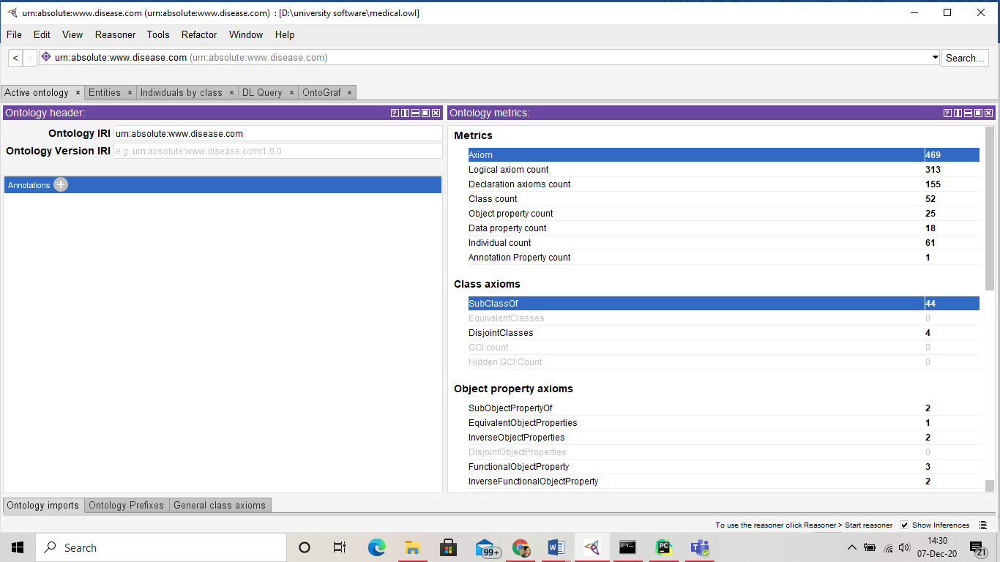 urn:absolute:www.disease.com (urn:absolute:www.disease.com)  : [D:\university software\medical.owl]
File Edit View Reasoner Tools Refactor Window Help
< > urn:absolute:www.disease.com (urn:absolute:www.disease.com) Search...
Active ontology × Entities × Individuals by class × DL Query × OntoGraf ×
Ontology header:
Ontology IRI urn:absolute:www.disease.com
Ontology Version IRI e.g. urn:absolute:www.disease.com/1.0.0
Annotations +
Ontology metrics:
Metrics
Axiom 469
Logical axiom count 313
Declaration axioms count 155
Class count 52
Object property count 25
Data property count 18
Individual count 61
Annotation Property count 1
Class axioms
SubClassOf 44
EquivalentClasses 0
DisjointClasses 4
GCI count 0
Hidden GCI Count 0
Object property axioms
SubObjectPropertyOf 2
EquivalentObjectProperties 1
InverseObjectProperties 2
DisjointObjectProperties 0
FunctionalObjectProperty 3
InverseFunctionalObjectProperty 2
Ontology imports Ontology Prefixes General class axioms
To use the reasoner click Reasoner > Start reasoner Show Inferences
Search
99+
W
PC
T
14:30
07-Dec-20
21